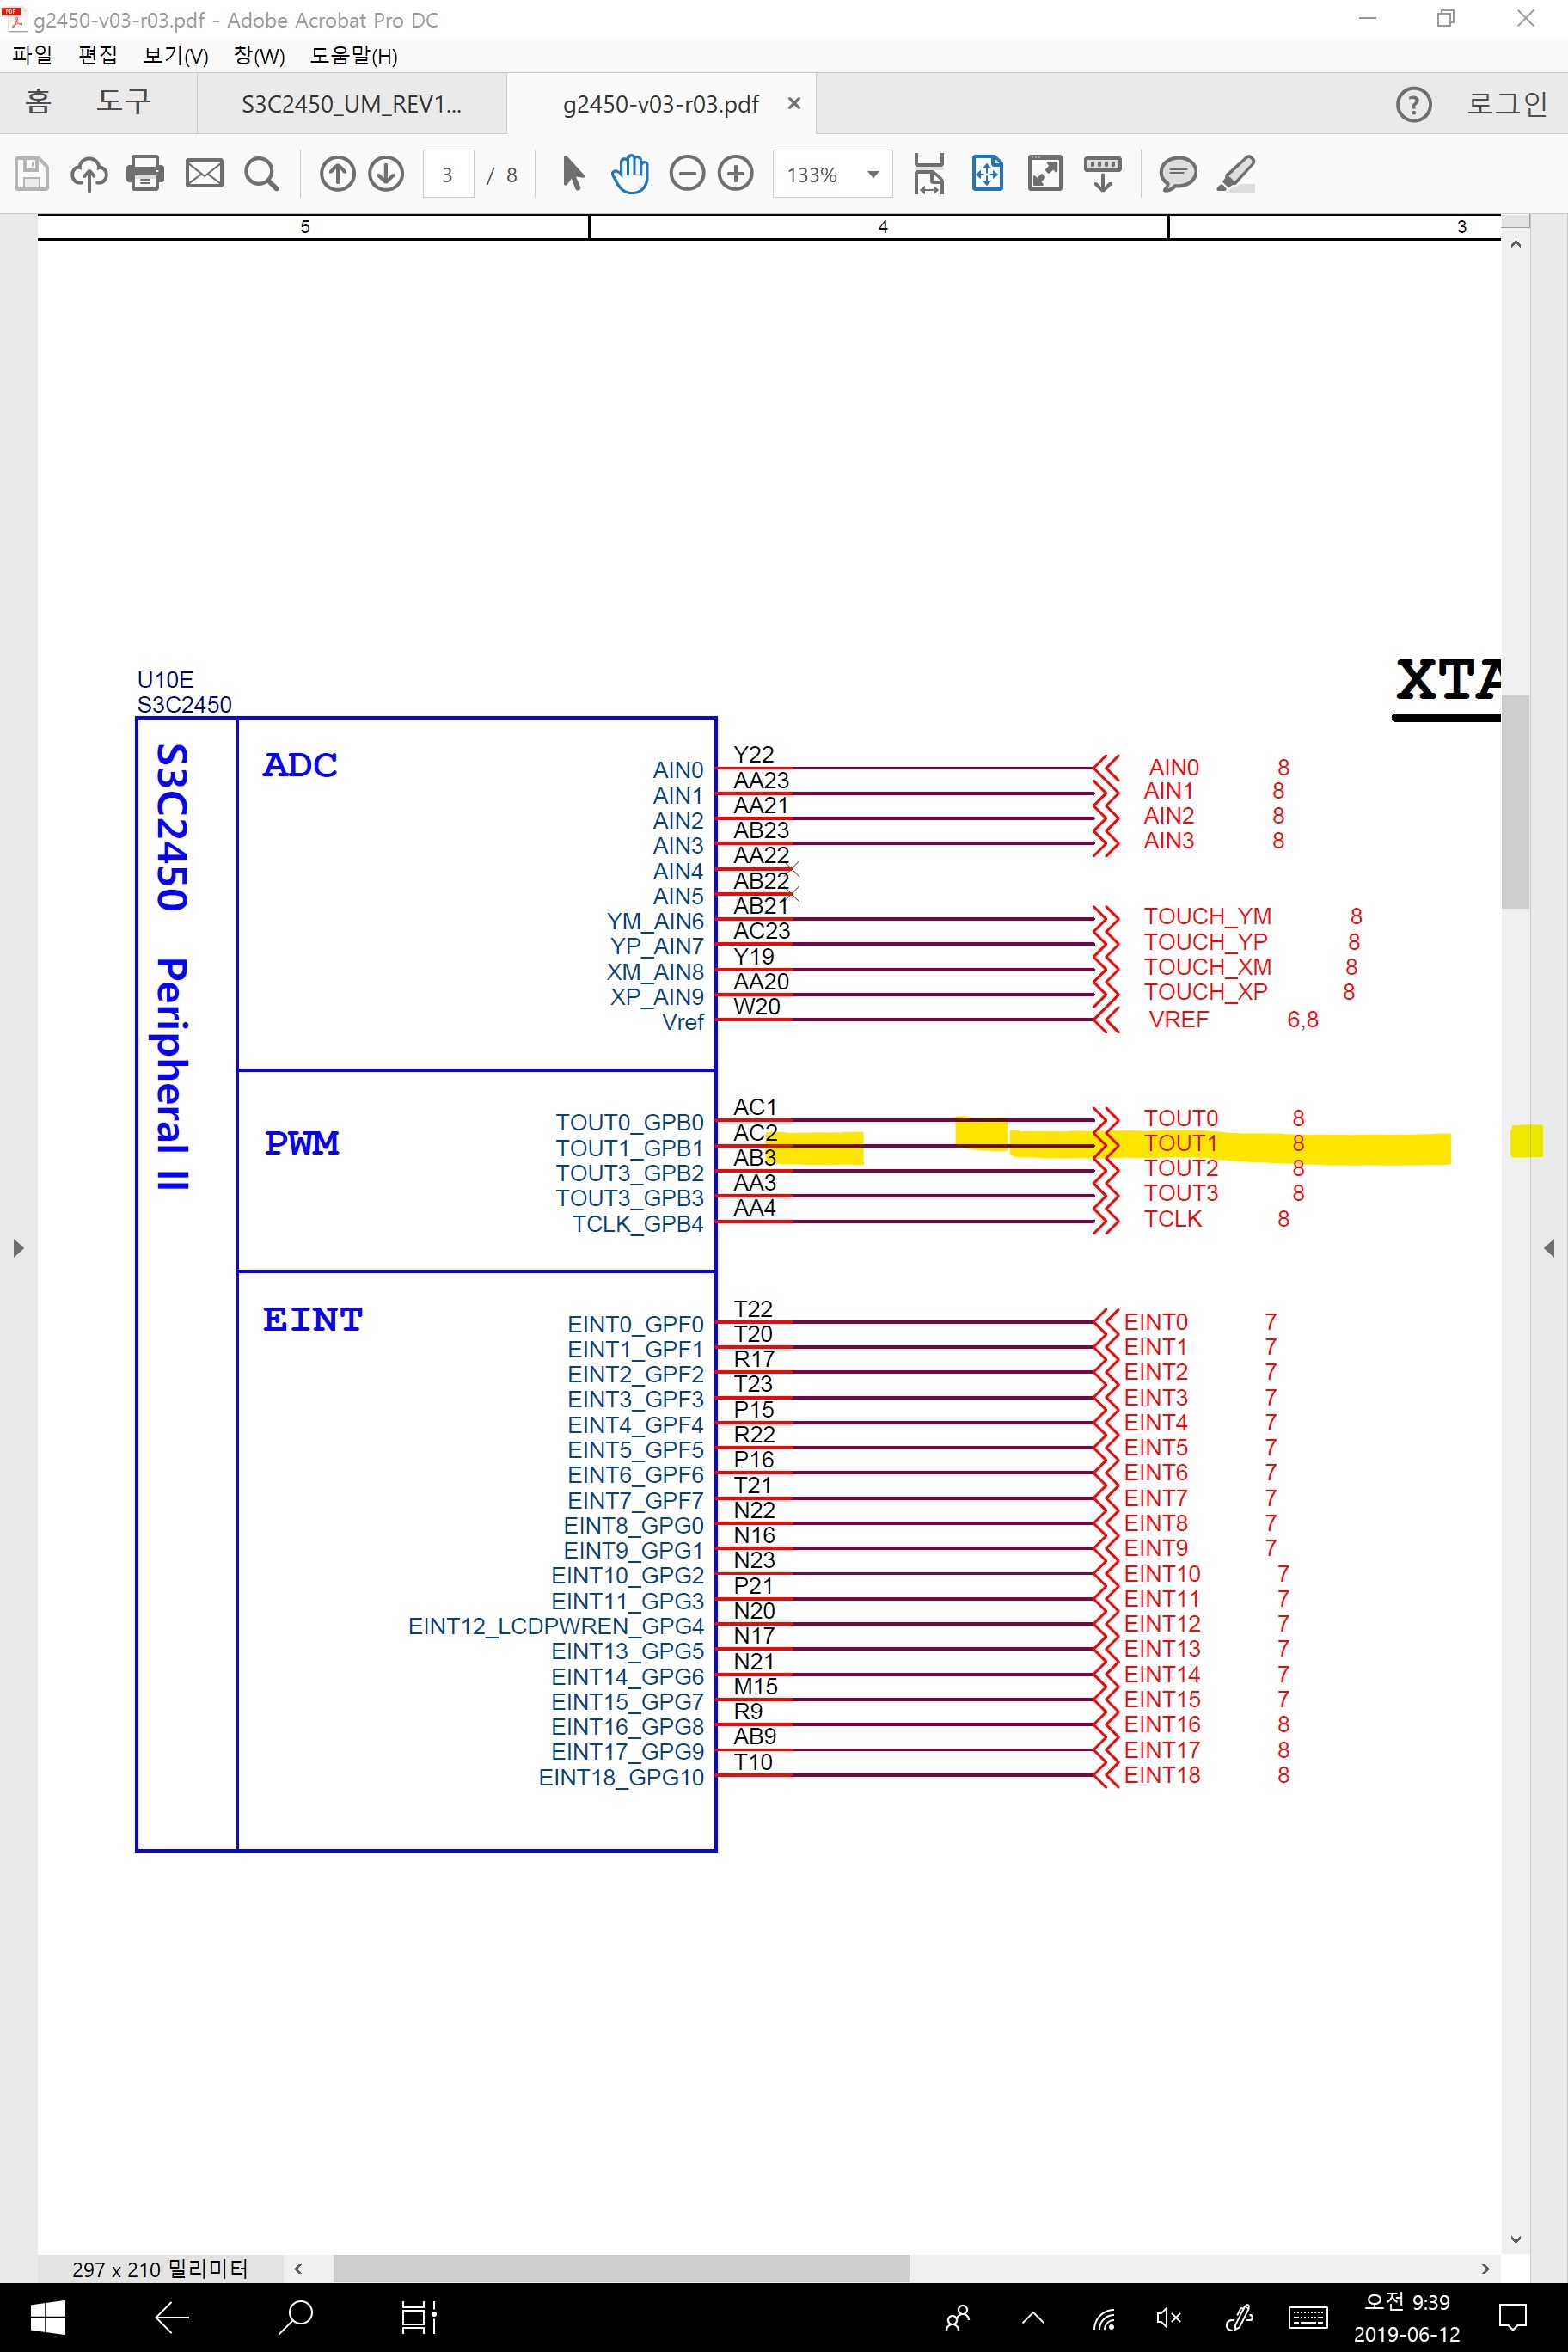 g2450-v03-r03.pdf - Adobe Acrobat Pro DC
파일 편집 보기(V) 창(W) 도움말(H)
홈 도구 S3C2450_UM_REV1... g2450-v03-r03.pdf × ? 로그인
3 / 8 133%
5 4 3
XTA
U10E
S3C2450
S3C2450 Peripheral II
ADC
AIN0 Y22 AIN0 8
AIN1 AA23 AIN1 8
AIN2 AA21 AIN2 8
AIN3 AB23 AIN3 8
AIN4 AA22
AIN5 AB22
YM_AIN6 AB21 TOUCH_YM 8
YP_AIN7 AC23 TOUCH_YP 8
XM_AIN8 Y19 TOUCH_XM 8
XP_AIN9 AA20 TOUCH_XP 8
Vref W20 VREF 6,8
PWM
TOUT0_GPB0 AC1 TOUT0 8
TOUT1_GPB1 AC2 TOUT1 8
TOUT3_GPB2 AB3 TOUT2 8
TOUT3_GPB3 AA3 TOUT3 8
TCLK_GPB4 AA4 TCLK 8
EINT
EINT0_GPF0 T22 EINT0 7
EINT1_GPF1 T20 EINT1 7
EINT2_GPF2 R17 EINT2 7
EINT3_GPF3 T23 EINT3 7
EINT4_GPF4 P15 EINT4 7
EINT5_GPF5 R22 EINT5 7
EINT6_GPF6 P16 EINT6 7
EINT7_GPF7 T21 EINT7 7
EINT8_GPG0 N22 EINT8 7
EINT9_GPG1 N16 EINT9 7
EINT10_GPG2 N23 EINT10 7
EINT11_GPG3 P21 EINT11 7
EINT12_LCDPWREN_GPG4 N20 EINT12 7
EINT13_GPG5 N17 EINT13 7
EINT14_GPG6 N21 EINT14 7
EINT15_GPG7 M15 EINT15 7
EINT16_GPG8 R9 EINT16 8
EINT17_GPG9 AB9 EINT17 8
EINT18_GPG10 T10 EINT18 8
297 x 210 밀리미터
오전 9:39
2019-06-12